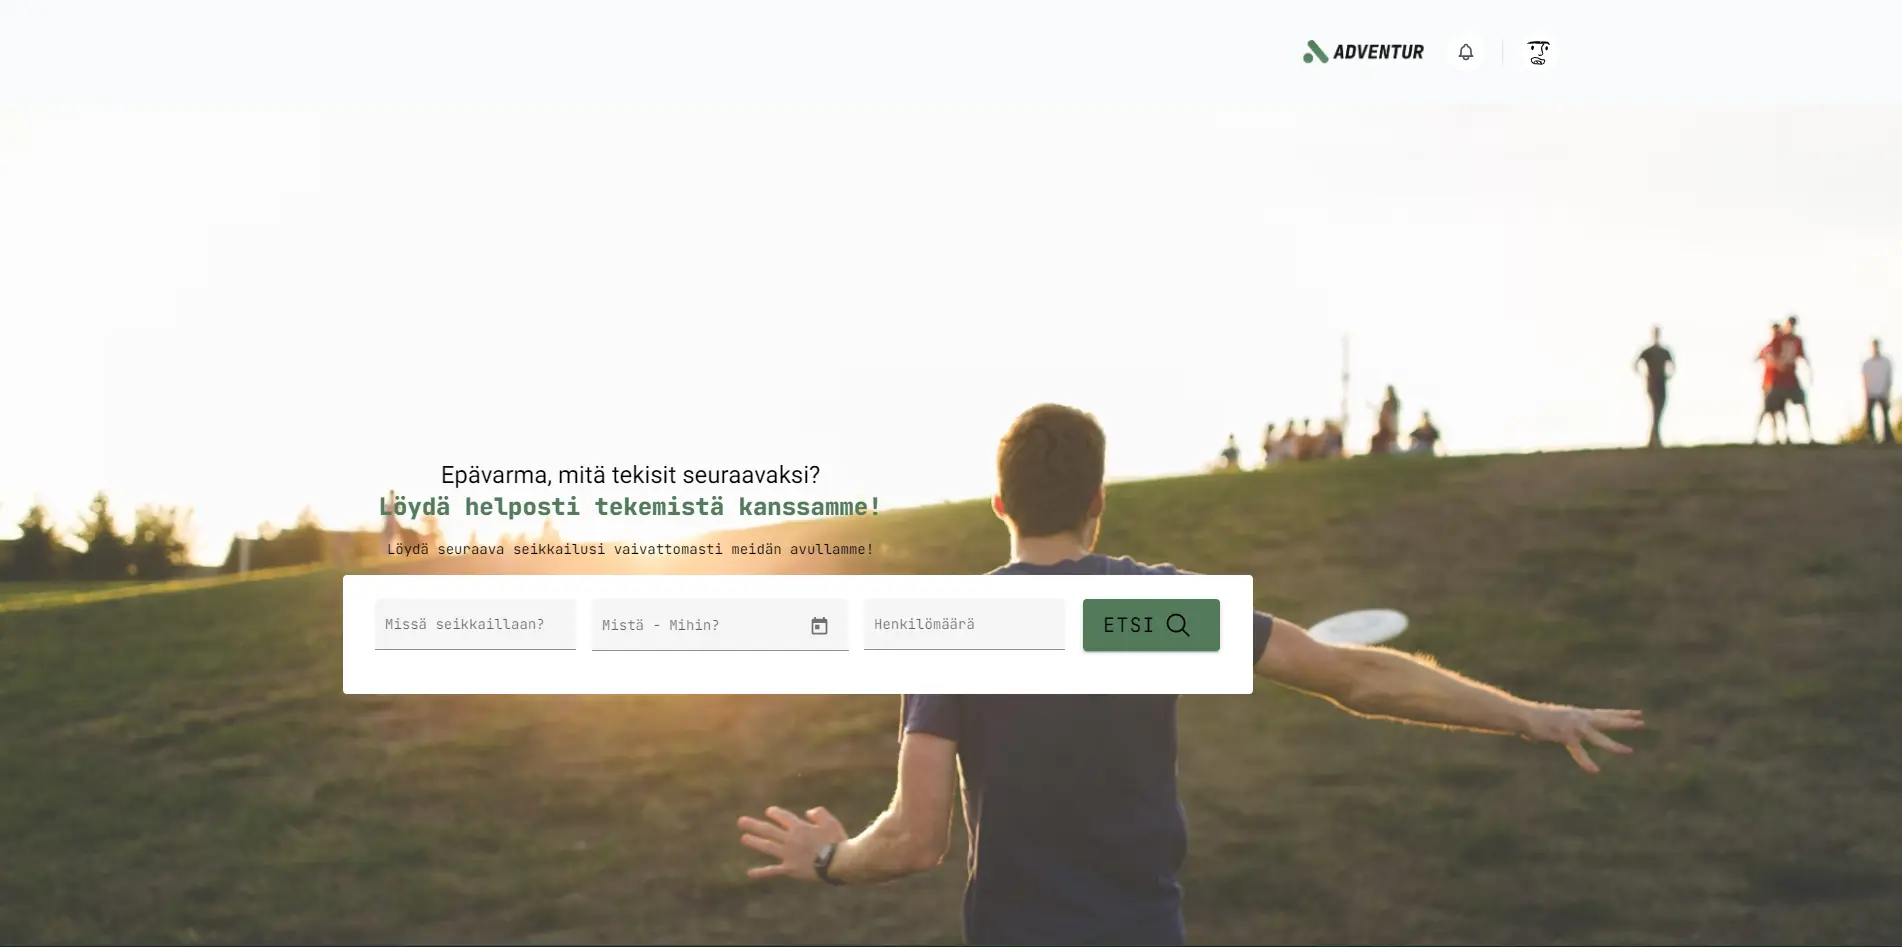 ADVENTUR
Epävarma, mitä tekisit seuraavaksi?
Löydä helposti tekemistä kanssamme!
Löydä seuraava seikkailusi vaivattomasti meidän avullamme!
Missä seikkaillaan?
Mistä - Mihin?
Henkilömäärä
ETSI